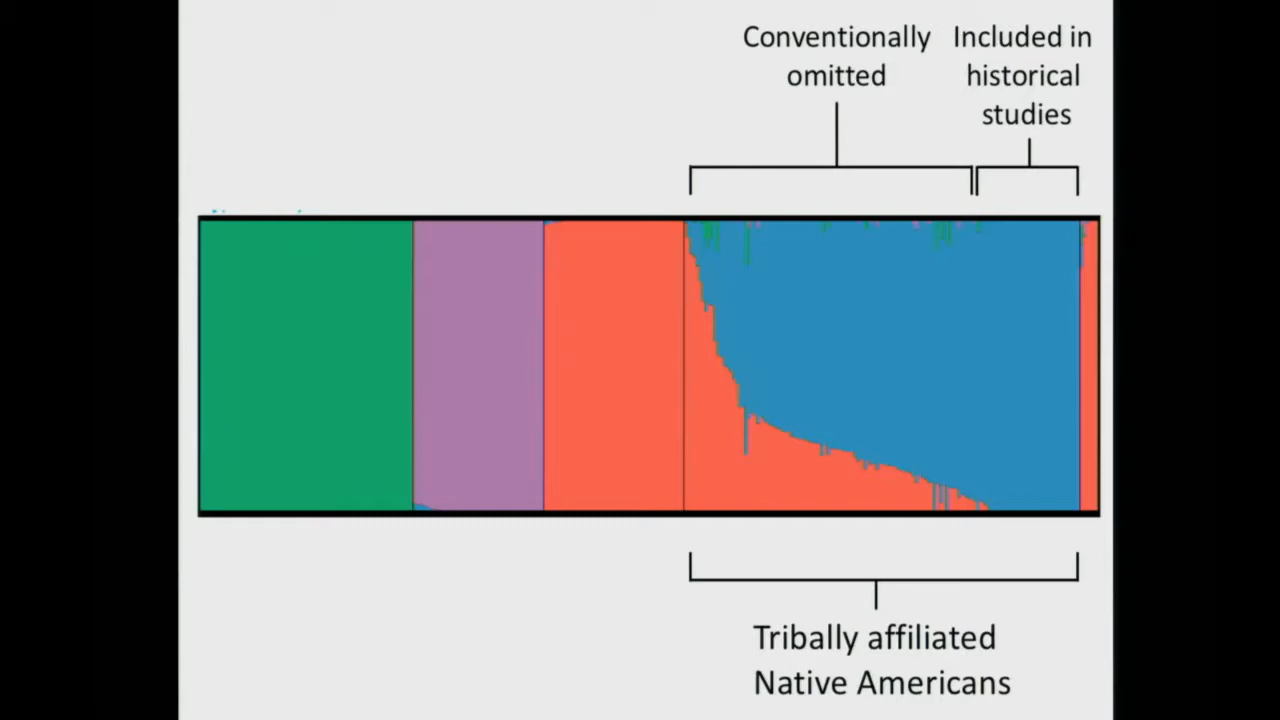 Conventionally
omitted
Included in
historical
studies
Tribally affiliated
Native Americans